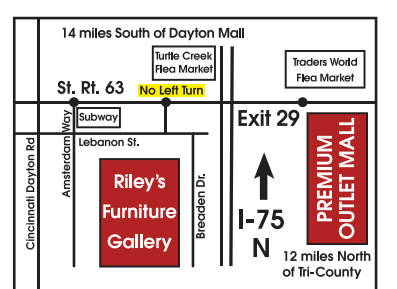 14 miles South of Dayton Mall
Turtle Creek
Flea Market
Traders World
Flea Market
St. Rt. 63
No Left Turn
Subway
Exit 29
Lebanon St.
Cincinnati Dayton Rd
Amsterdam Way
Riley's
Furniture
Gallery
Breaden Dr.
I-75
N
PREMIUM
OUTLET MALL
12 miles North
of Tri-County